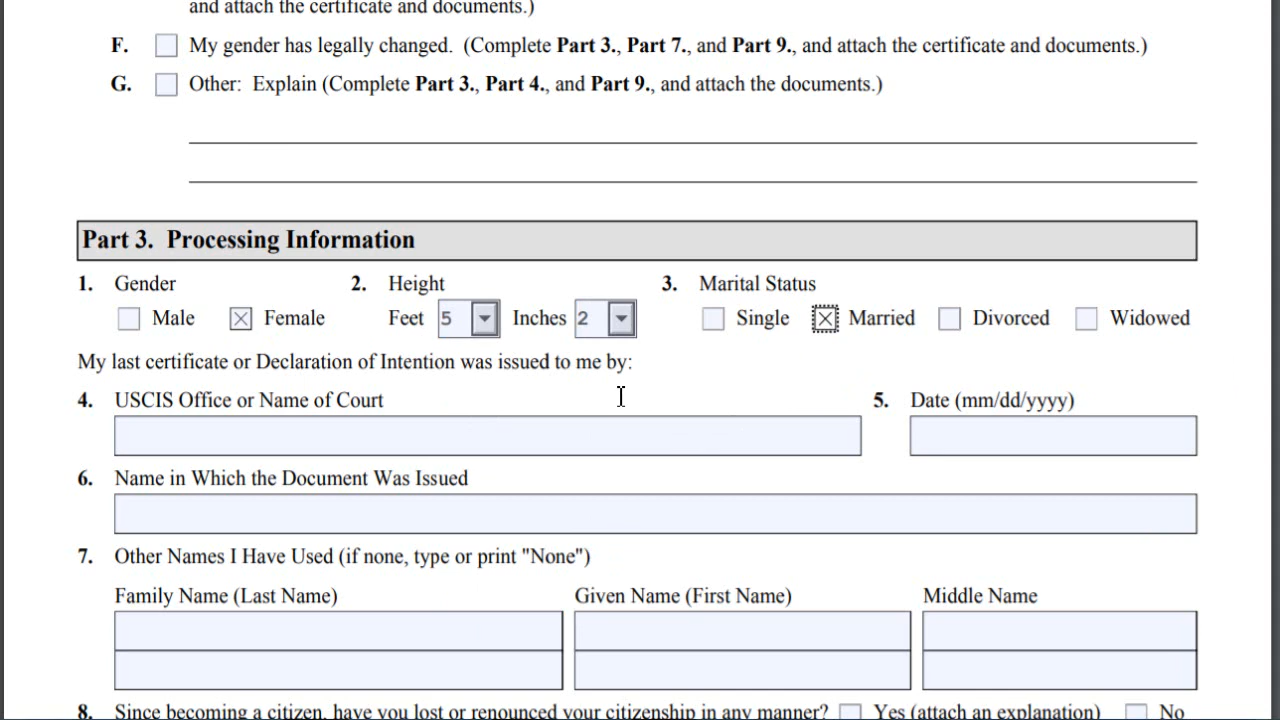 and attach the certificate and documents.)
F. My gender has legally changed. (Complete Part 3., Part 7., and Part 9., and attach the certificate and documents.)
G. Other: Explain (Complete Part 3., Part 4., and Part 9., and attach the documents.)
Part 3. Processing Information
1. Gender 2. Height 3. Marital Status
Male Female Feet 5 Inches 2 Single Married Divorced Widowed
My last certificate or Declaration of Intention was issued to me by:
4. USCIS Office or Name of Court 5. Date (mm/dd/yyyy)
6. Name in Which the Document Was Issued
7. Other Names I Have Used (if none, type or print "None")
Family Name (Last Name) Given Name (First Name) Middle Name
8. Since becoming a citizen, have you lost or renounced your citizenship in any manner? Yes (attach an explanation) No